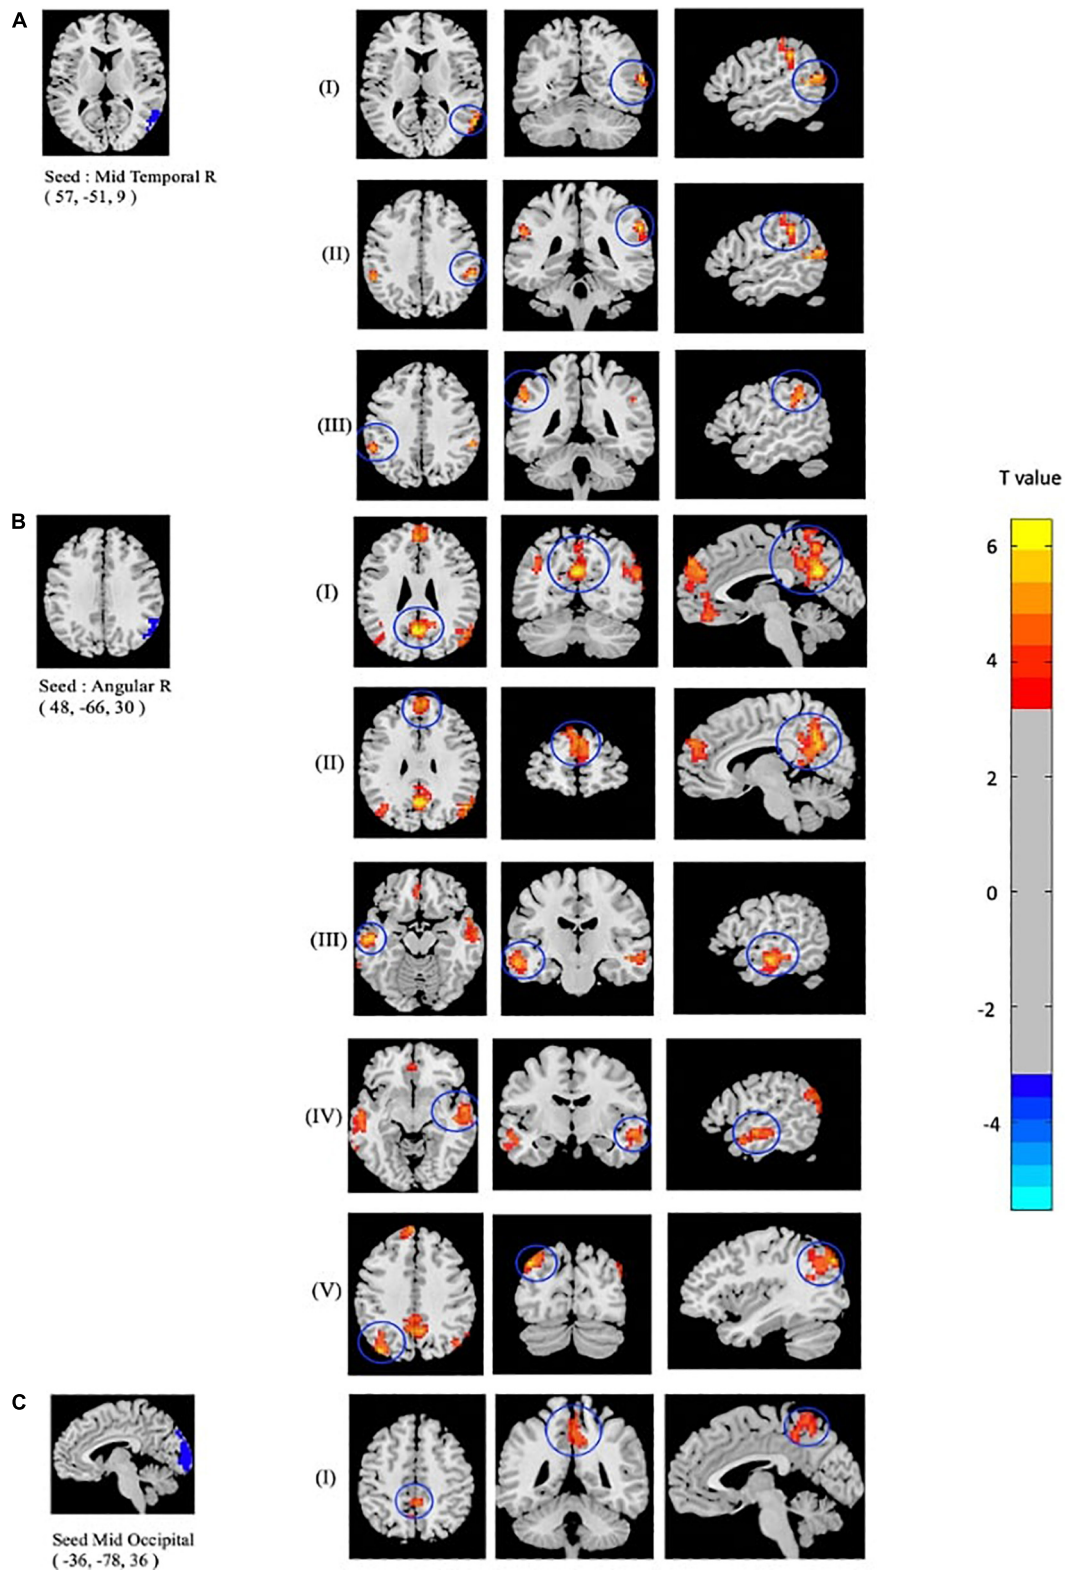 A
Seed : Mid Temporal R
( 57, -51, 9 )
(I)
(II)
(III)
T value
6
4
2
0
-2
-4
B
Seed : Angular R
( 48, -66, 30 )
(I)
(II)
(III)
(IV)
(V)
C
Seed Mid Occipital
( -36, -78, 36 )
(I)